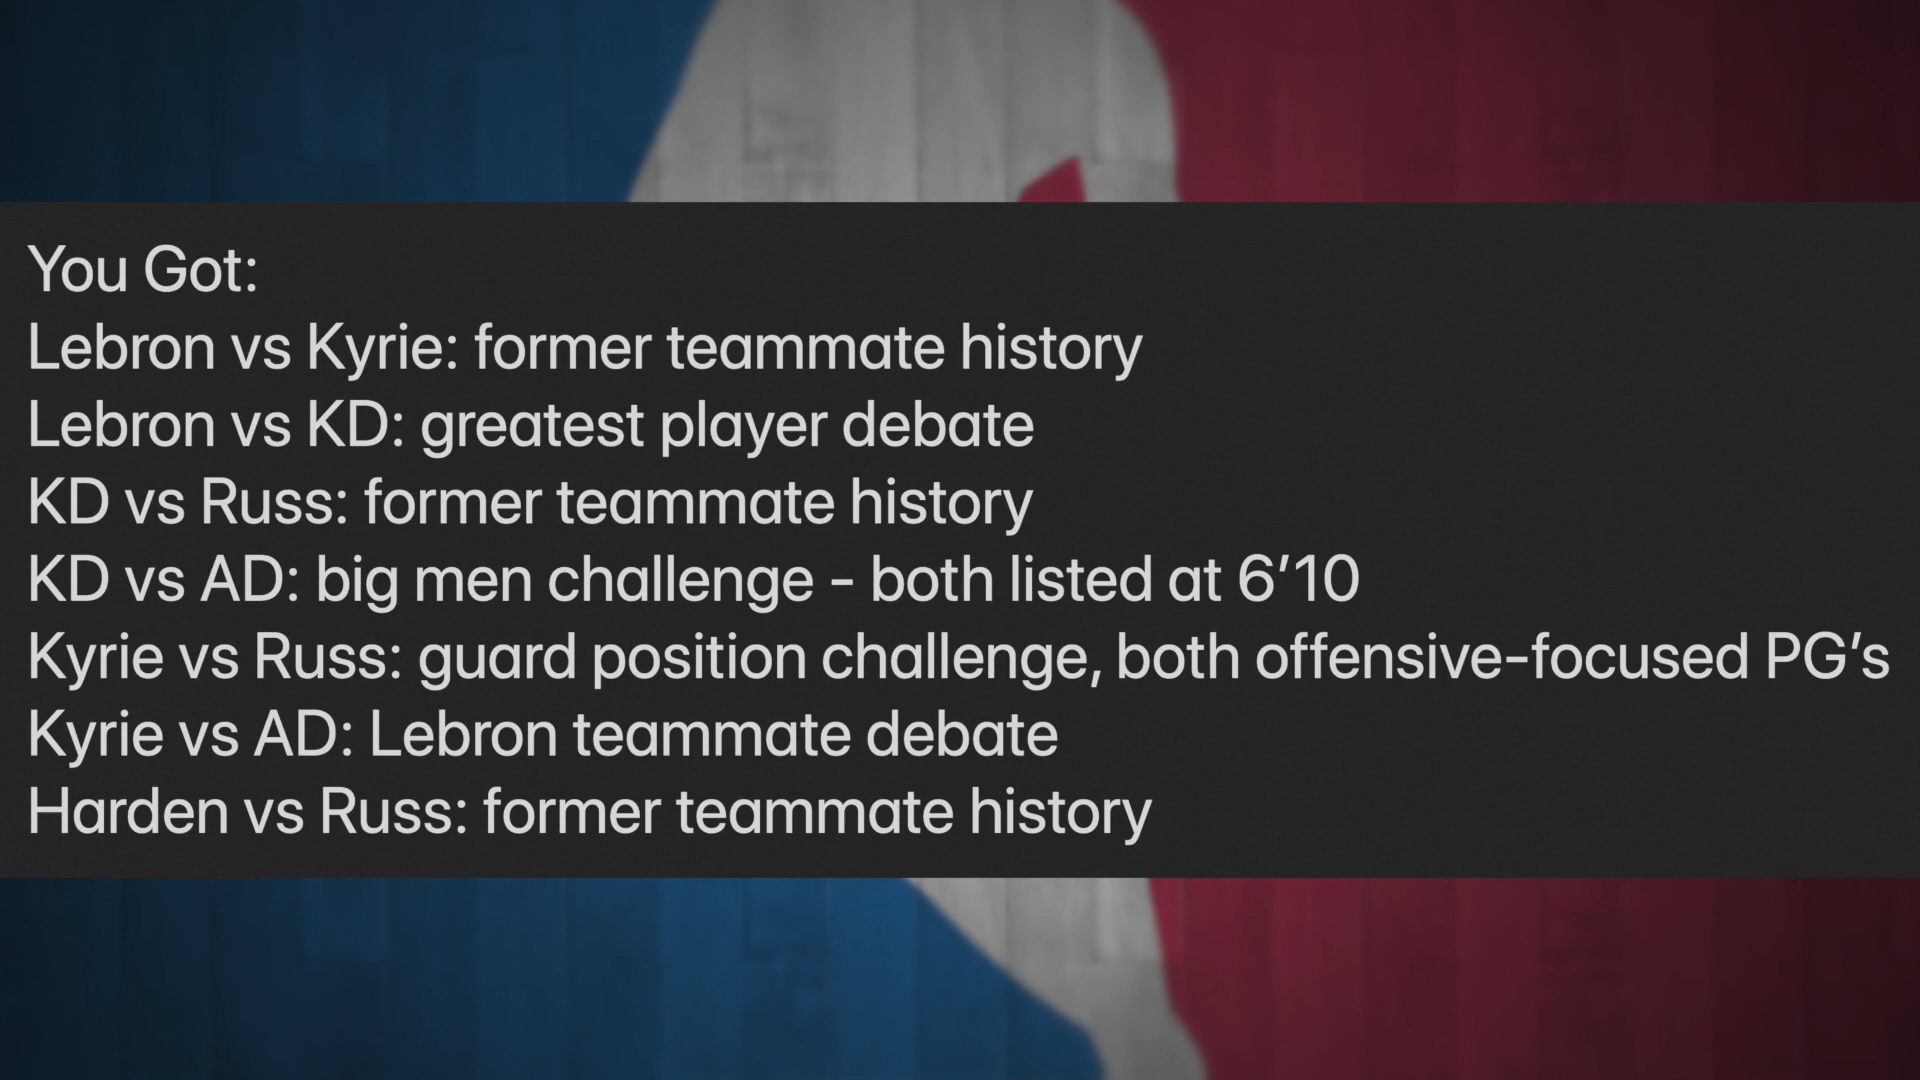 You Got:
Lebron vs Kyrie: former teammate history
Lebron vs KD: greatest player debate
KD vs Russ: former teammate history
KD vs AD: big men challenge - both listed at 6’10
Kyrie vs Russ: guard position challenge, both offensive-focused PG’s
Kyrie vs AD: Lebron teammate debate
Harden vs Russ: former teammate history